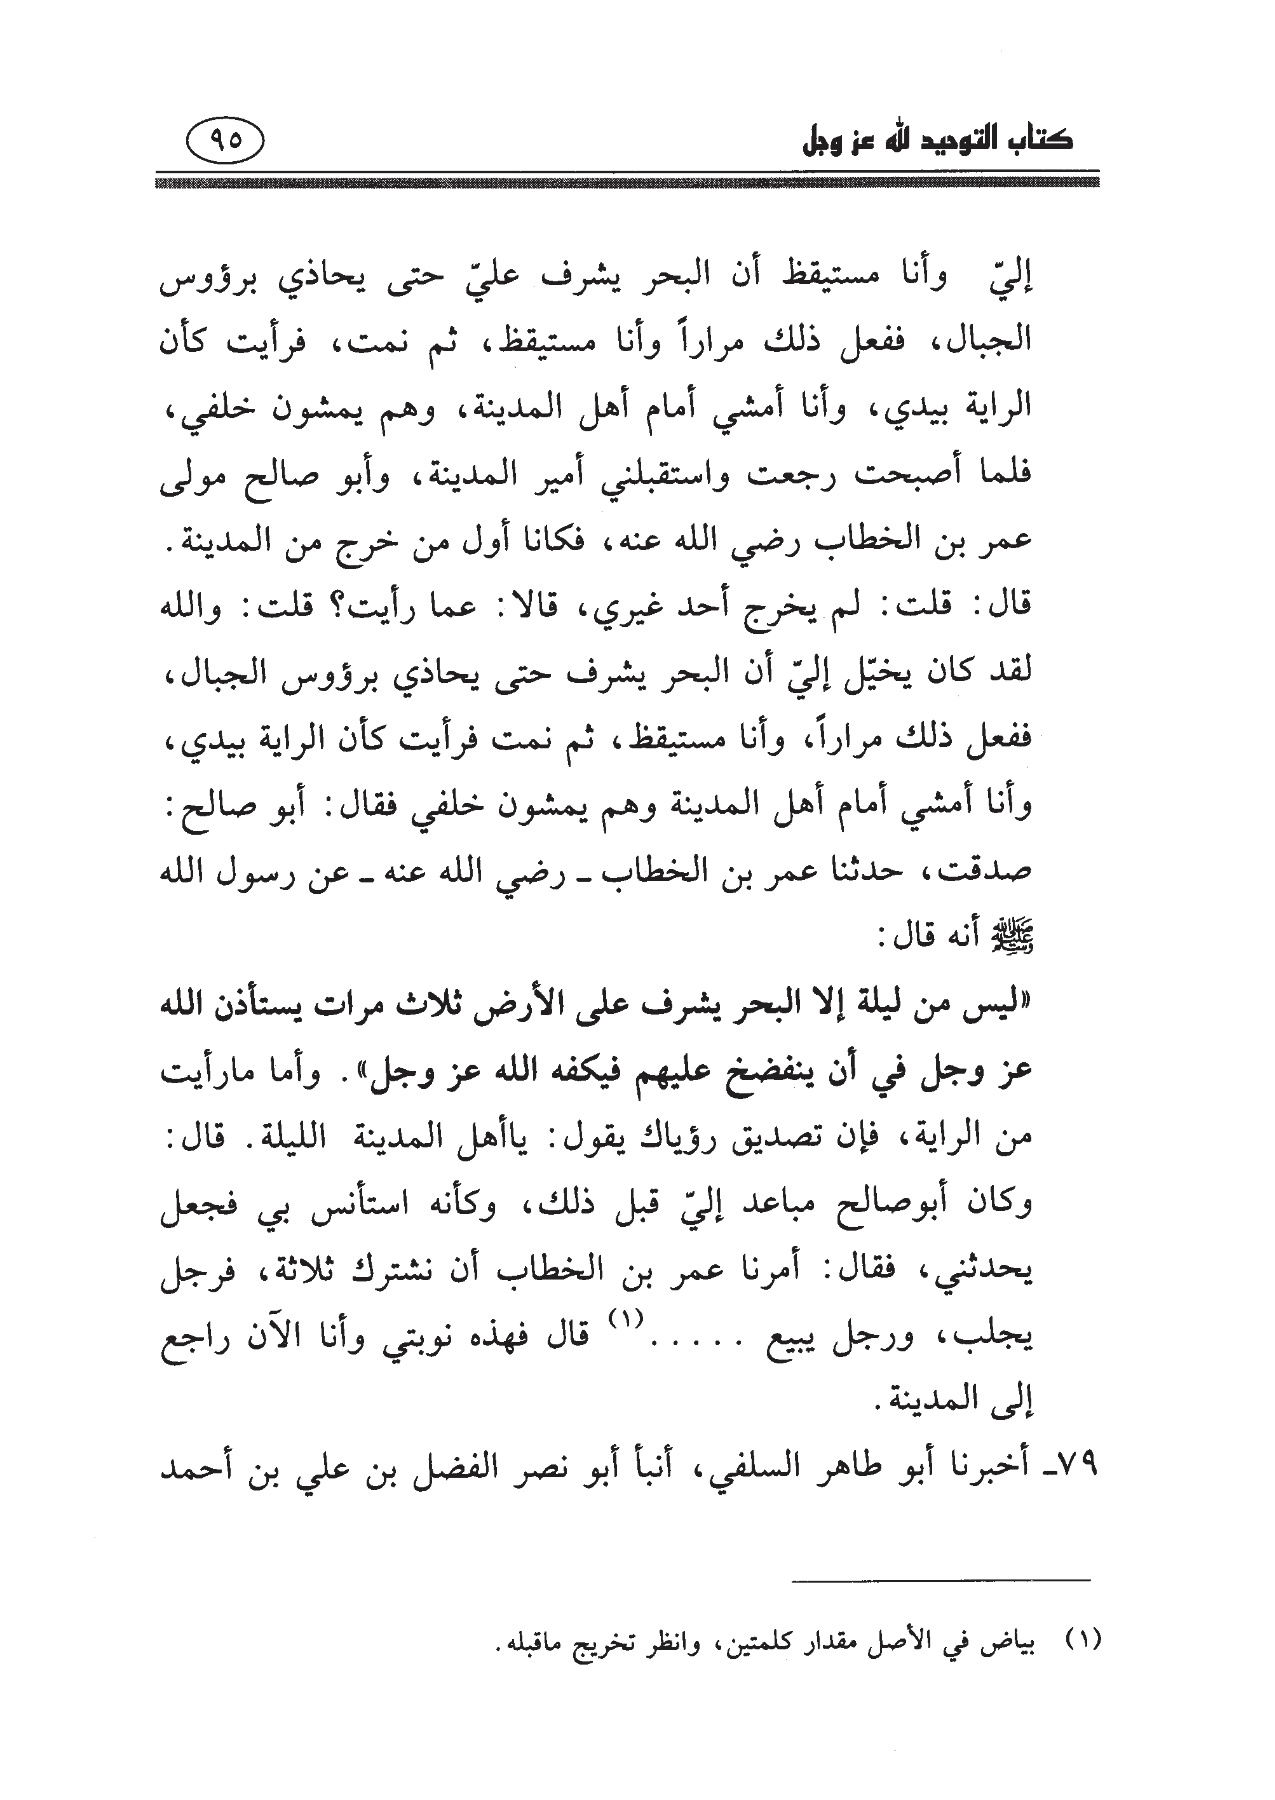 كتاب التوحيد لله عز وجل
٩٥
إليّ وأنا مستيقظ أن البحر يشرف عليّ حتى يحاذي برؤوس
الجبال، ففعل ذلك مراراً وأنا مستيقظ، ثم نمت، فرأيت كأن
الراية بيدي، وأنا أمشي أمام أهل المدينة، وهم يمشون خلفي،
فلما أصبحت رجعت واستقبلني أمير المدينة، وأبو صالح مولى
عمر بن الخطاب رضي الله عنه، فكانا أول من خرج من المدينة.
قال: قلت: لم يخرج أحد غيري، قالا: عما رأيت؟ قلت: والله
لقد كان يخيّل إليّ أن البحر يشرف حتى يحاذي برؤوس الجبال،
ففعل ذلك مراراً، وأنا مستيقظ، ثم نمت فرأيت كأن الراية بيدي،
وأنا أمشي أمام أهل المدينة وهم يمشون خلفي فقال: أبو صالح:
صدقت، حدثنا عمر بن الخطاب ـ رضي الله عنه ـ عن رسول الله
ﷺ أنه قال:
«ليس من ليلة إلا البحر يشرف على الأرض ثلاث مرات يستأذن الله
عز وجل في أن ينفضخ عليهم فيكفه الله عز وجل». وأما مارأيت
من الراية، فإن تصديق رؤياك يقول: ياأهل المدينة الليلة. قال:
وكان أبوصالح مباعد إليّ قبل ذلك، وكأنه استأنس بي فجعل
يحدثني، فقال: أمرنا عمر بن الخطاب أن نشترك ثلاثة، فرجل
يجلب، ورجل يبيع . . . . .(١) قال فهذه نوبتي وأنا الآن راجع
إلى المدينة.
٧٩ـ أخبرنا أبو طاهر السلفي، أنبأ أبو نصر الفضل بن علي بن أحمد
(١) بياض في الأصل مقدار كلمتين، وانظر تخريج ماقبله.